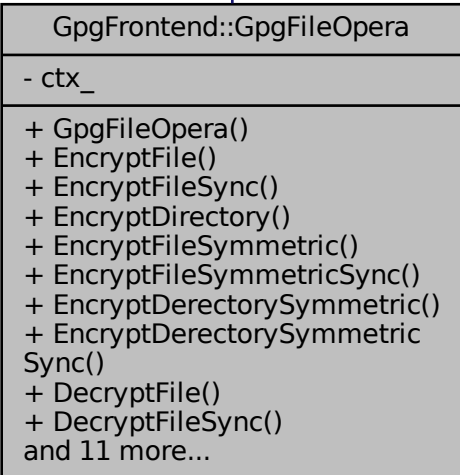 GpgFrontend::GpgFileOpera
- ctx_
+ GpgFileOpera()
+ EncryptFile()
+ EncryptFileSync()
+ EncryptDirectory()
+ EncryptFileSymmetric()
+ EncryptFileSymmetricSync()
+ EncryptDerectorySymmetric()
+ EncryptDerectorySymmetric
Sync()
+ DecryptFile()
+ DecryptFileSync()
and 11 more...